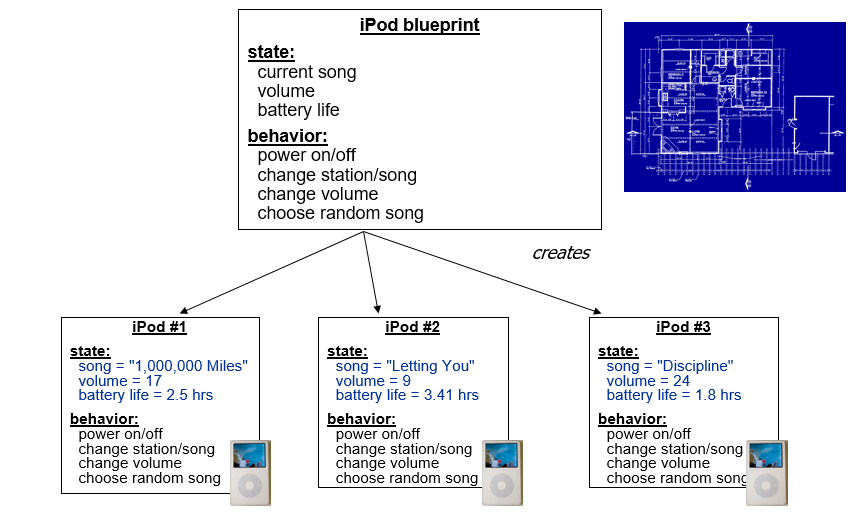 iPod blueprint
state:
current song
volume
battery life
behavior:
power on/off
change station/song
change volume
choose random song
creates
iPod #1
state:
song = "1,000,000 Miles"
volume = 17
battery life = 2.5 hrs
behavior:
power on/off
change station/song
change volume
choose random song
iPod #2
state:
song = "Letting You"
volume = 9
battery life = 3.41 hrs
behavior:
power on/off
change station/song
change volume
choose random song
iPod #3
state:
song = "Discipline"
volume = 24
battery life = 1.8 hrs
behavior:
power on/off
change station/song
change volume
choose random song